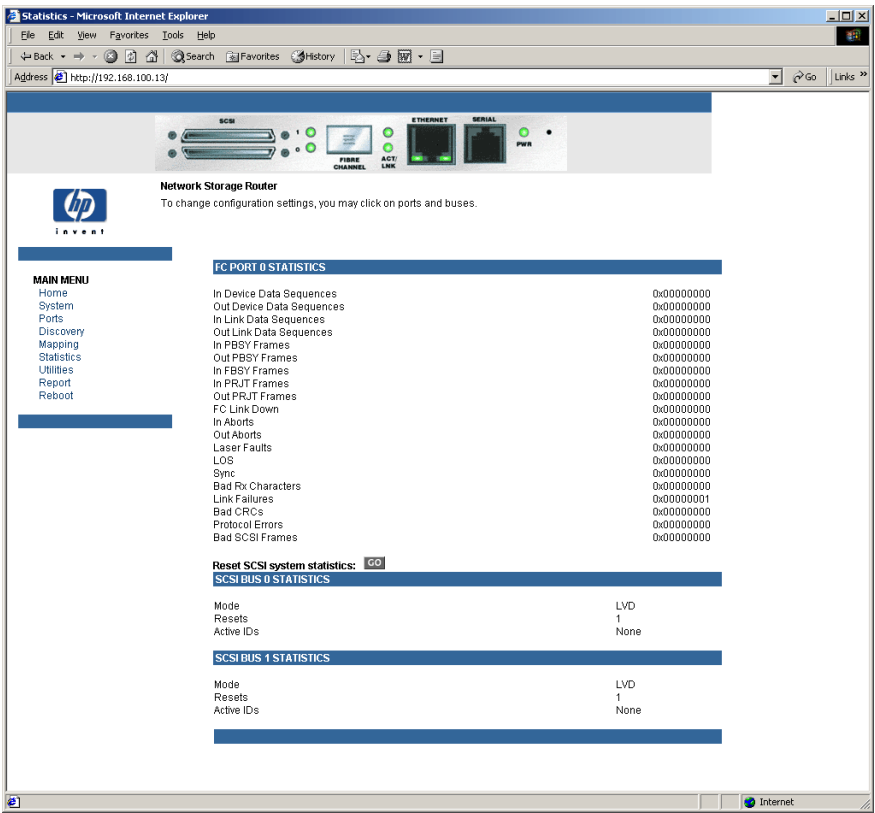 Statistics - Microsoft Internet Explorer
File Edit View Favorites Tools Help
Back Search Favorites History
Address http://192.168.100.13/ Go Links »
SCSI 1 0 FIBRE CHANNEL ACT/ LNK ETHERNET SERIAL PWR
Network Storage Router
To change configuration settings, you may click on ports and buses.
hp
invent
FC PORT 0 STATISTICS
MAIN MENU
Home
System
Ports
Discovery
Mapping
Statistics
Utilities
Report
Reboot
In Device Data Sequences 0x00000000
Out Device Data Sequences 0x00000000
In Link Data Sequences 0x00000000
Out Link Data Sequences 0x00000000
In PBSY Frames 0x00000000
Out PBSY Frames 0x00000000
In FBSY Frames 0x00000000
In PRJT Frames 0x00000000
Out PRJT Frames 0x00000000
FC Link Down 0x00000000
In Aborts 0x00000000
Out Aborts 0x00000000
Laser Faults 0x00000000
LOS 0x00000000
Sync 0x00000000
Bad Rx Characters 0x00000000
Link Failures 0x00000001
Bad CRCs 0x00000000
Protocol Errors 0x00000000
Bad SCSI Frames 0x00000000
Reset SCSI system statistics: GO
SCSI BUS 0 STATISTICS
Mode LVD
Resets 1
Active IDs None
SCSI BUS 1 STATISTICS
Mode LVD
Resets 1
Active IDs None
Internet